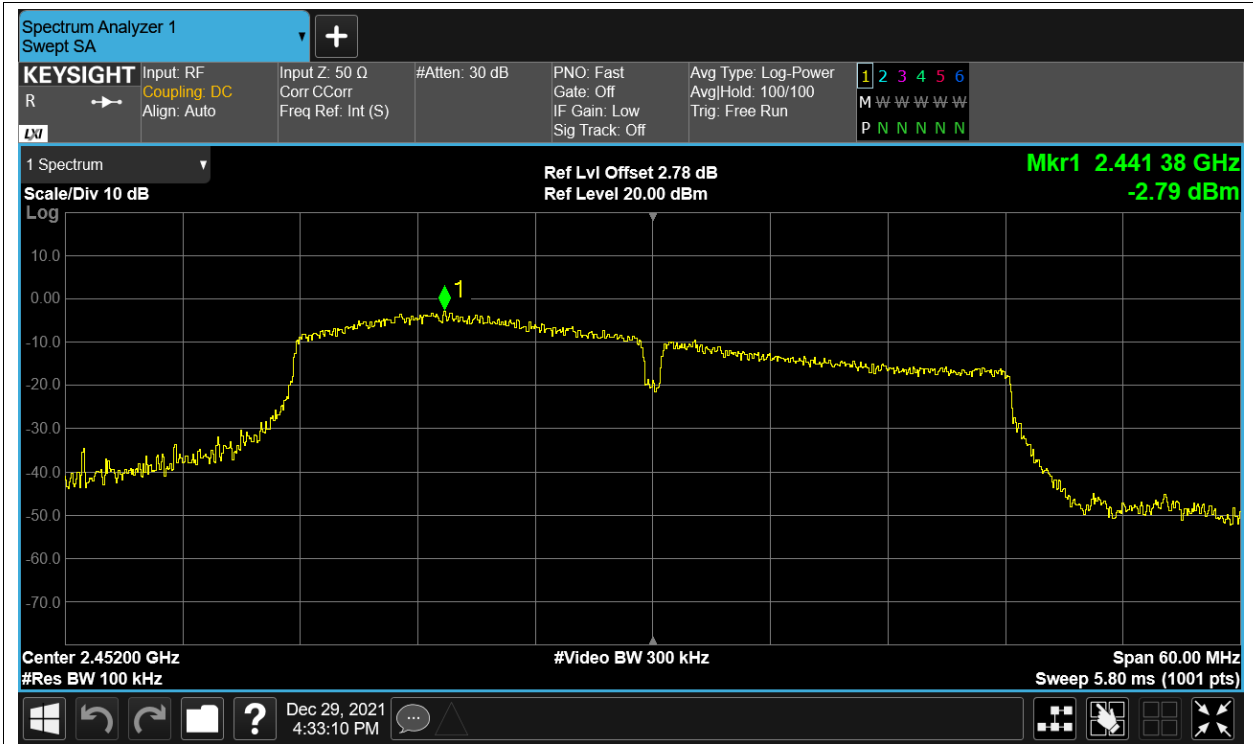 Spectrum Analyzer 1
Swept SA
KEYSIGHT
R
LXI
Input: RF
Coupling: DC
Align: Auto
Input Z: 50 Ω
Corr CCorr
Freq Ref: Int (S)
#Atten: 30 dB
PNO: Fast
Gate: Off
IF Gain: Low
Sig Track: Off
Avg Type: Log-Power
Avg|Hold: 100/100
Trig: Free Run
1 2 3 4 5 6
M W W W W W
P N N N N N
1 Spectrum
Scale/Div 10 dB
Log
Ref Lvl Offset 2.78 dB
Ref Level 20.00 dBm
Mkr1 2.441 38 GHz
-2.79 dBm
10.0
0.00
-10.0
-20.0
-30.0
-40.0
-50.0
-60.0
-70.0
1
Center 2.45200 GHz
#Res BW 100 kHz
#Video BW 300 kHz
Span 60.00 MHz
Sweep 5.80 ms (1001 pts)
?
Dec 29, 2021
4:33:10 PM